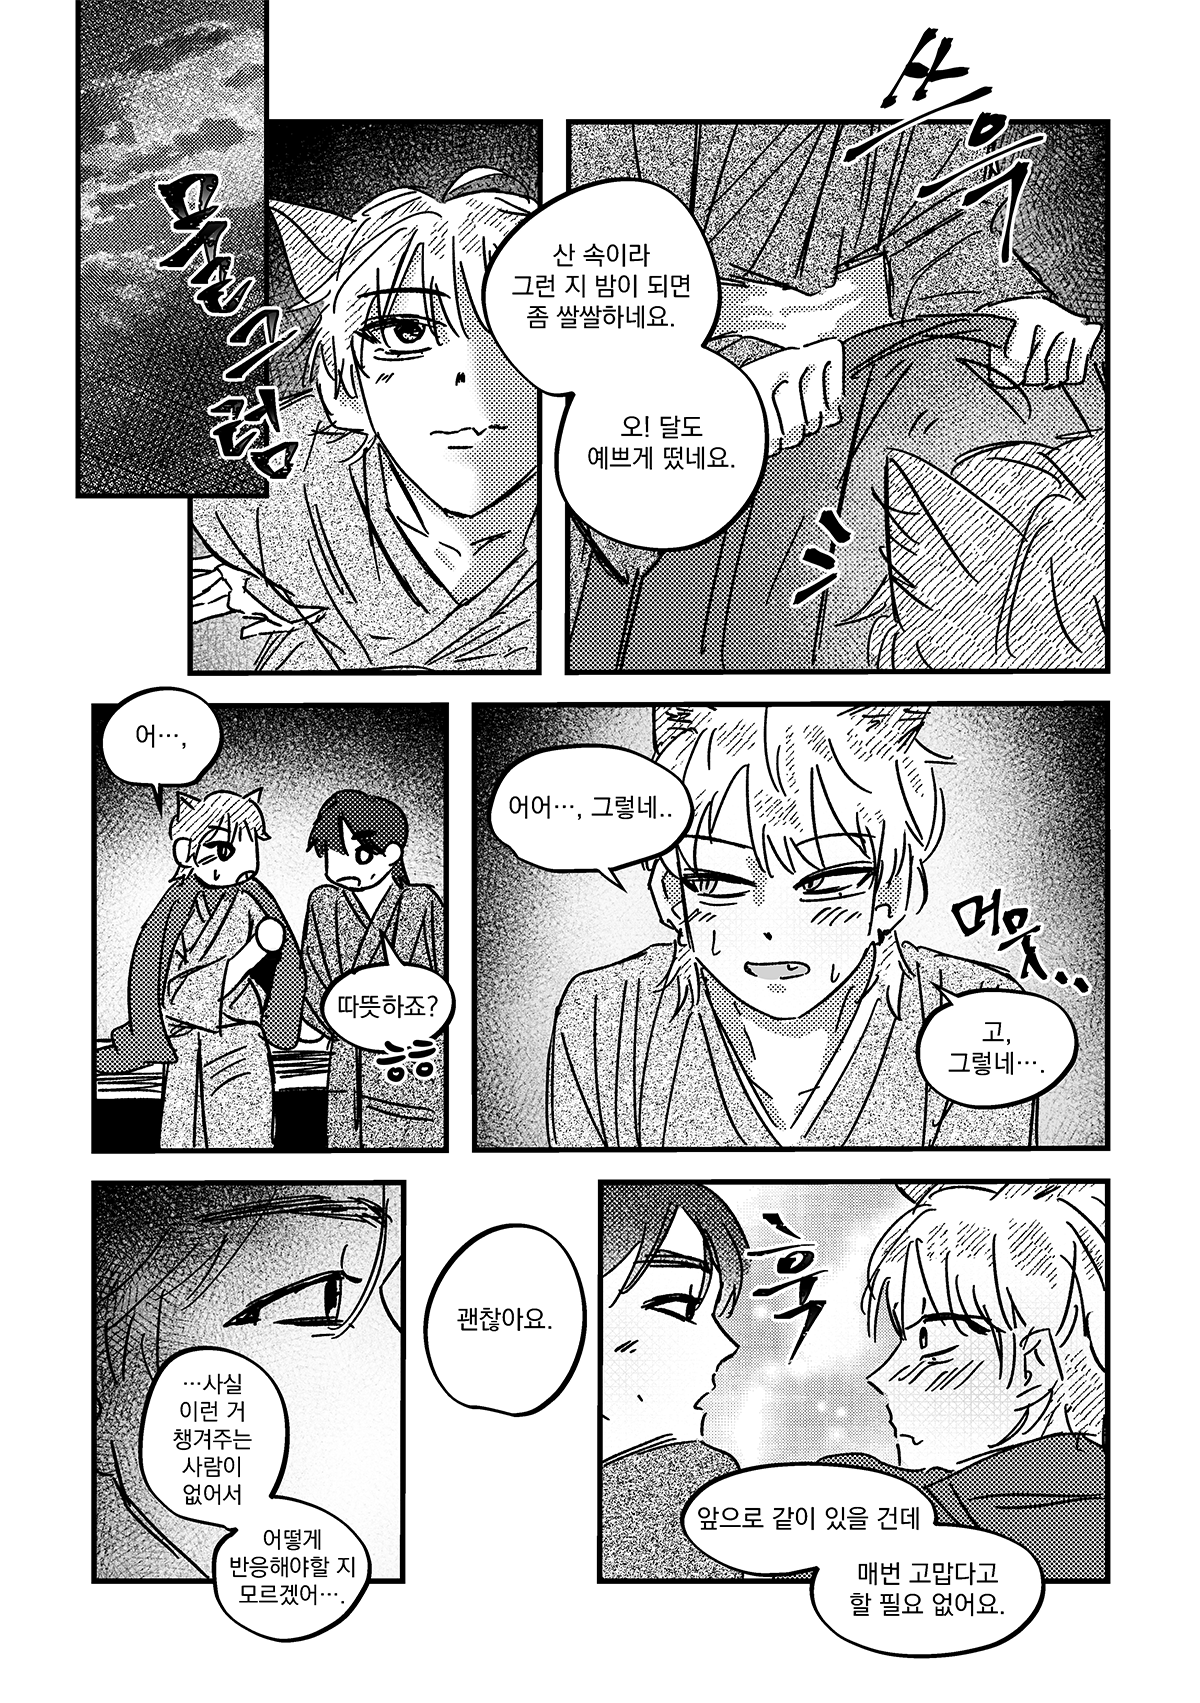 몽그럼
스윽
산 속이라
그런 지 밤이 되면
좀 쌀쌀하네요.
오! 달도
예쁘게 떴네요.
어…,
따뜻하죠?
흐흥
어어…, 그렇네..
머뭇..
고,
그렇네….
…사실
이런 거
챙겨주는
사람이
없어서
어떻게
반응해야할 지
모르겠어….
괜찮아요.
훅
앞으로 같이 있을 건데
매번 고맙다고
할 필요 없어요.